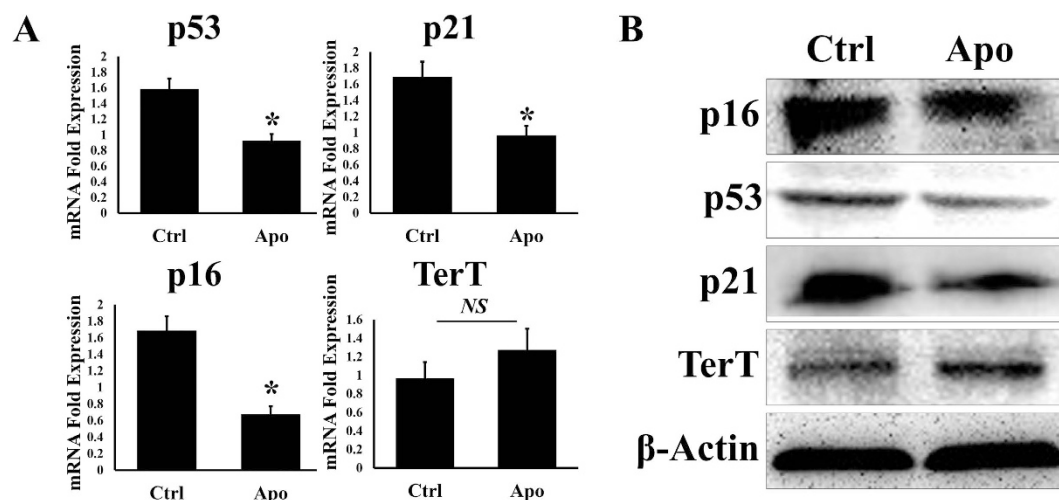 A
p53
mRNA Fold Expression
2
1.8
1.6
1.4
1.2
1
0.8
0.6
0.4
0.2
0
*
Ctrl
Apo
p21
mRNA Fold Expression
2
1.8
1.6
1.4
1.2
1
0.8
0.6
0.4
0.2
0
*
Ctrl
Apo
p16
mRNA Fold Expression
2
1.8
1.6
1.4
1.2
1
0.8
0.6
0.4
0.2
0
*
Ctrl
Apo
TerT
mRNA Fold Expression
1.8
1.6
1.4
1.2
1
0.8
0.6
0.4
0.2
0
NS
Ctrl
Apo
B
Ctrl Apo
p16
p53
p21
TerT
β-Actin